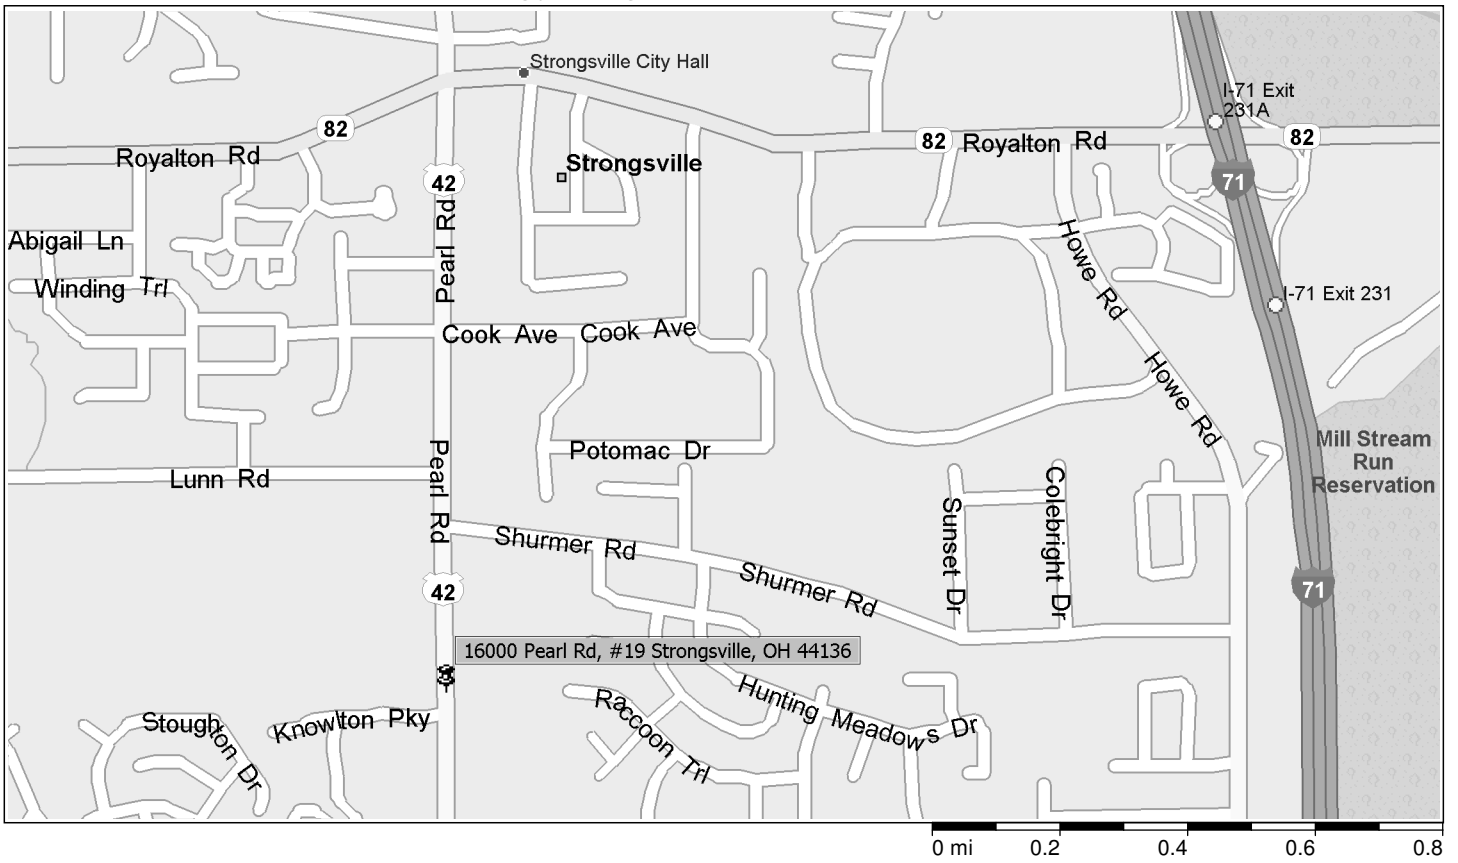 Strongsville City Hall
I-71 Exit
231A
82
82
82
Royalton Rd
Royalton Rd
Strongsville
42
71
Pearl Rd
Abigail Ln
Howe Rd
Winding Trl
I-71 Exit 231
Cook Ave
Cook Ave
Howe Rd
Mill Stream
Run
Reservation
Potomac Dr
Lunn Rd
Pearl Rd
Colebright Dr
Sunset Dr
Shurmer Rd
Shurmer Rd
42
71
16000 Pearl Rd, #19 Strongsville, OH 44136
Hunting Meadows Dr
Raccoon Trl
Knowlton Pky
Stoughton Dr
0 mi
0.2
0.4
0.6
0.8